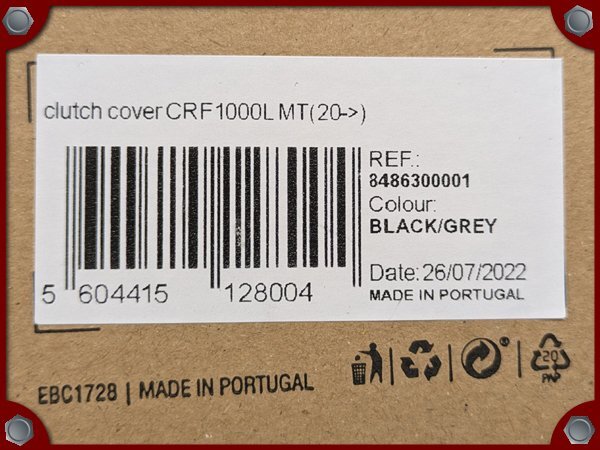 clutch cover CRF1000L MT(20->)
REF.:
8486300001
Colour:
BLACK/GREY
Date: 26/07/2022
MADE IN PORTUGAL
5 604415 128004
EBC1728 | MADE IN PORTUGAL
20
PAP